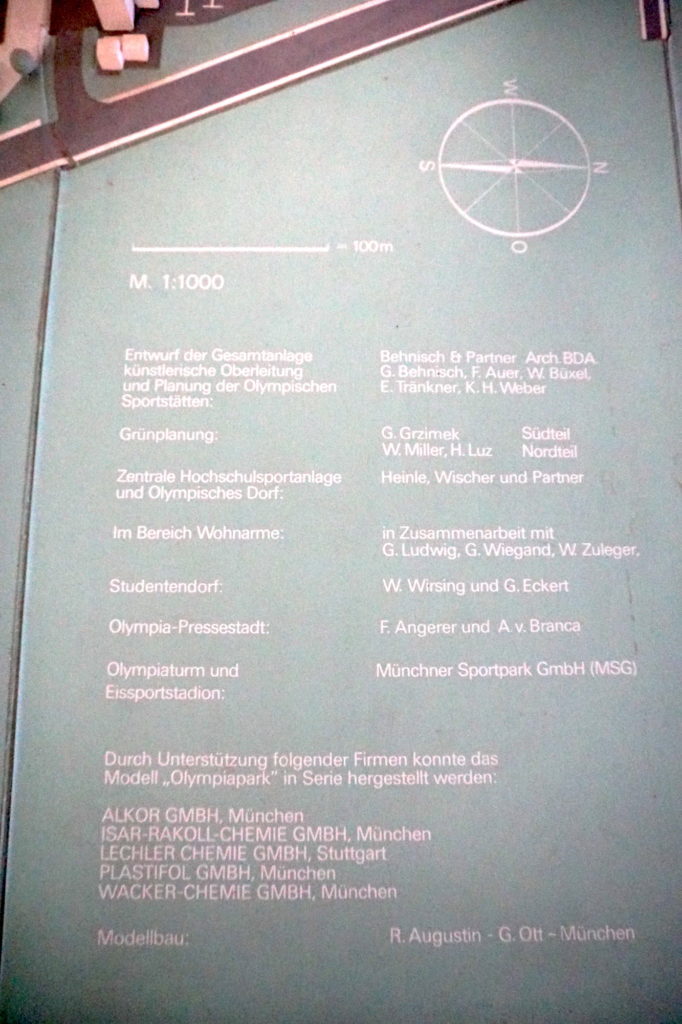 W
S
N
O
= 100m
M. 1:1000
Entwurf der Gesamtanlage
künstlerische Oberleitung
und Planung der Olympischen
Sportstätten:
Behnisch & Partner Arch. BDA
G. Behnisch, F. Auer, W. Büxel,
E. Tränkner, K. H. Weber
Grünplanung:
G. Grzimek Südteil
W. Miller, H. Luz Nordteil
Zentrale Hochschulsportanlage
und Olympisches Dorf:
Heinle, Wischer und Partner
Im Bereich Wohnarme:
in Zusammenarbeit mit
G. Ludwig, G. Wiegand, W. Zuleger,
Studentendorf:
W. Wirsing und G. Eckert
Olympia-Pressestadt:
F. Angerer und A. v. Branca
Olympiaturm und
Eissportstadion:
Münchner Sportpark GmbH (MSG)
Durch Unterstützung folgender Firmen konnte das
Modell „Olympiapark" in Serie hergestellt werden:
ALKOR GMBH, München
ISAR-RAKOLL-CHEMIE GMBH, München
LECHLER CHEMIE GMBH, Stuttgart
PLASTIFOL GMBH, München
WACKER-CHEMIE GMBH, München
Modellbau:
R. Augustin - G. Ott - München